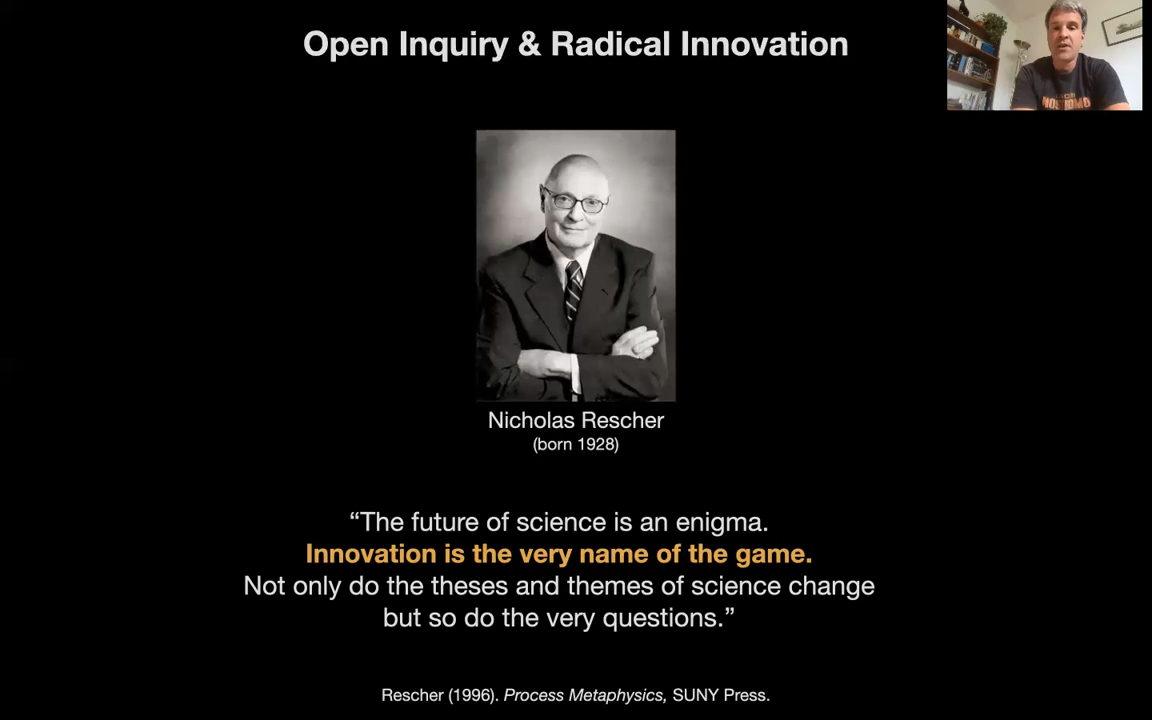 Open Inquiry & Radical Innovation
Nicholas Rescher
(born 1928)
“The future of science is an enigma.
Innovation is the very name of the game.
Not only do the theses and themes of science change
but so do the very questions.”
Rescher (1996). Process Metaphysics, SUNY Press.